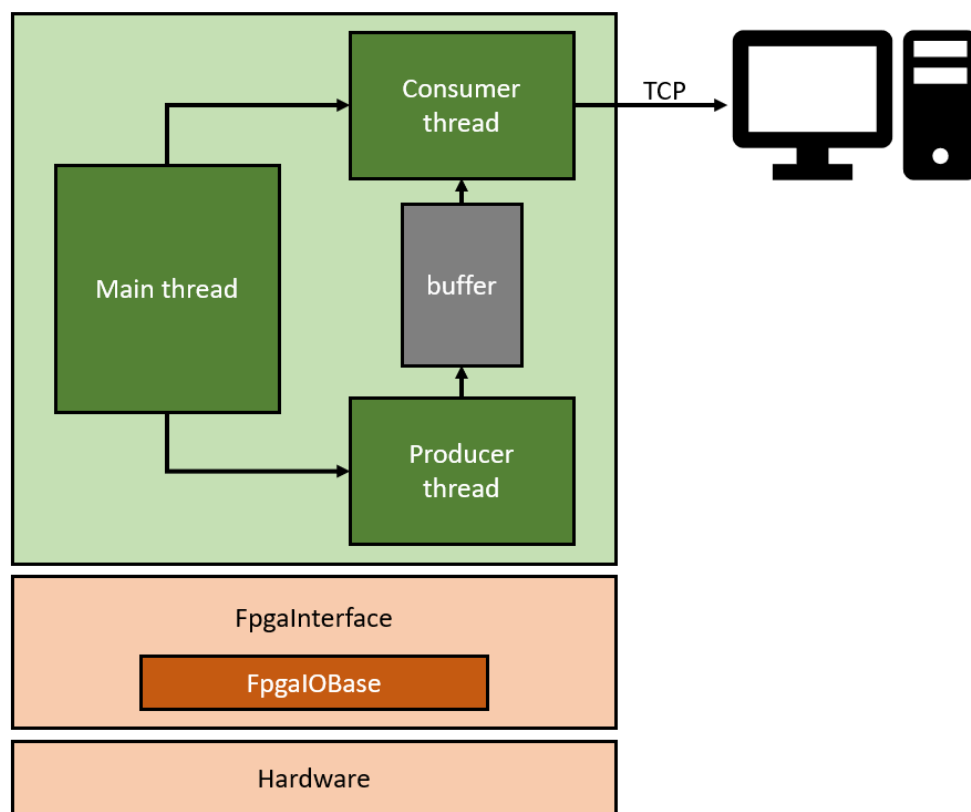 Consumer
thread
TCP
Main thread
buffer
Producer
thread
FpgaInterface
FpgaIOBase
Hardware